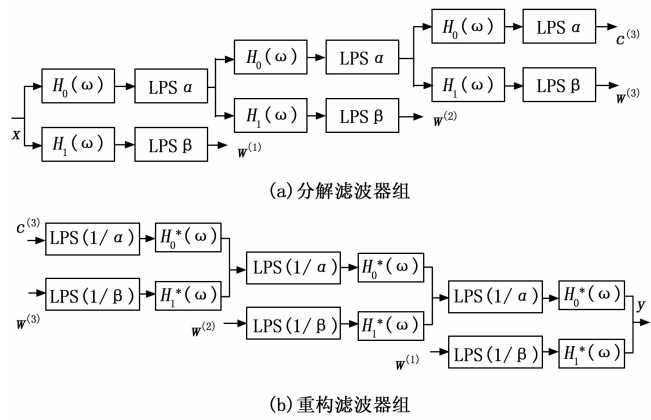 H₀(ω) LPS α c⁽³⁾
H₀(ω) LPS α
H₀(ω) LPS α H₁(ω) LPS β w⁽³⁾
x H₁(ω) LPS β w⁽²⁾
H₁(ω) LPS β w⁽¹⁾
(a)分解滤波器组
c⁽³⁾ LPS(1/α) H₀*(ω)
LPS(1/α) H₀*(ω)
w⁽³⁾ LPS(1/β) H₁*(ω) LPS(1/α) H₀*(ω) y
w⁽²⁾ LPS(1/β) H₁*(ω)
w⁽¹⁾ LPS(1/β) H₁*(ω)
(b)重构滤波器组